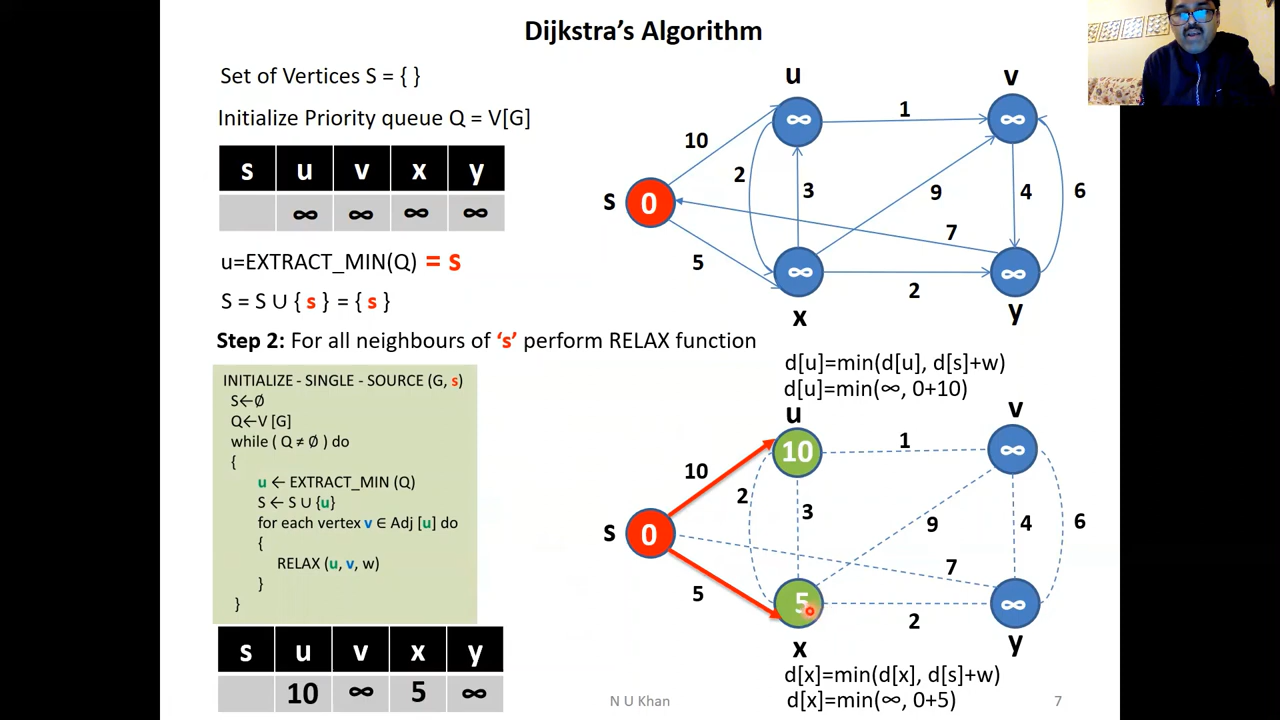 Dijkstra's Algorithm
Set of Vertices S = { }
Initialize Priority queue Q = V[G]
s u v x y
∞ ∞ ∞ ∞
u=EXTRACT_MIN(Q) = s
S = S ∪ { s } = { s }
Step 2: For all neighbours of ‘s’ perform RELAX function
INITIALIZE - SINGLE - SOURCE (G, s)
S←Ø
Q←V [G]
while ( Q ≠ Ø ) do
{
u ← EXTRACT_MIN (Q)
S ← S ∪ {u}
for each vertex v ∈ Adj [u] do
{
RELAX (u, v, w)
}
}
s u v x y
10 ∞ 5 ∞
u
v
∞
1
∞
10
2
3
9
4
6
s
0
7
5
∞
2
∞
x
y
d[u]=min(d[u], d[s]+w)
d[u]=min(∞, 0+10)
u
v
10
1
∞
10
2
3
9
4
6
s
0
7
5
5
2
∞
x
y
d[x]=min(d[x], d[s]+w)
d[x]=min(∞, 0+5)
N U Khan
7